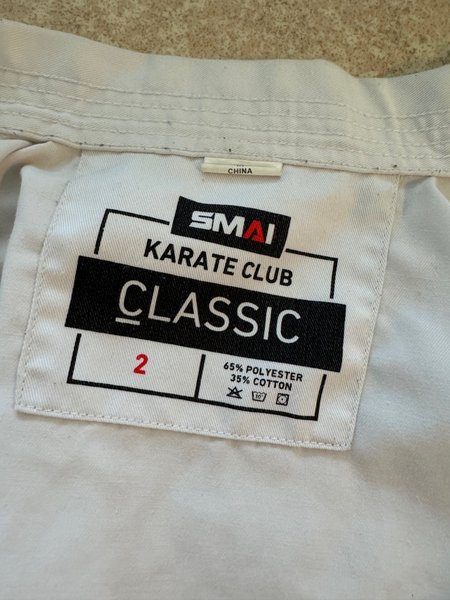 CHINA
SMAI
KARATE CLUB
CLASSIC
2
65% POLYESTER
35% COTTON